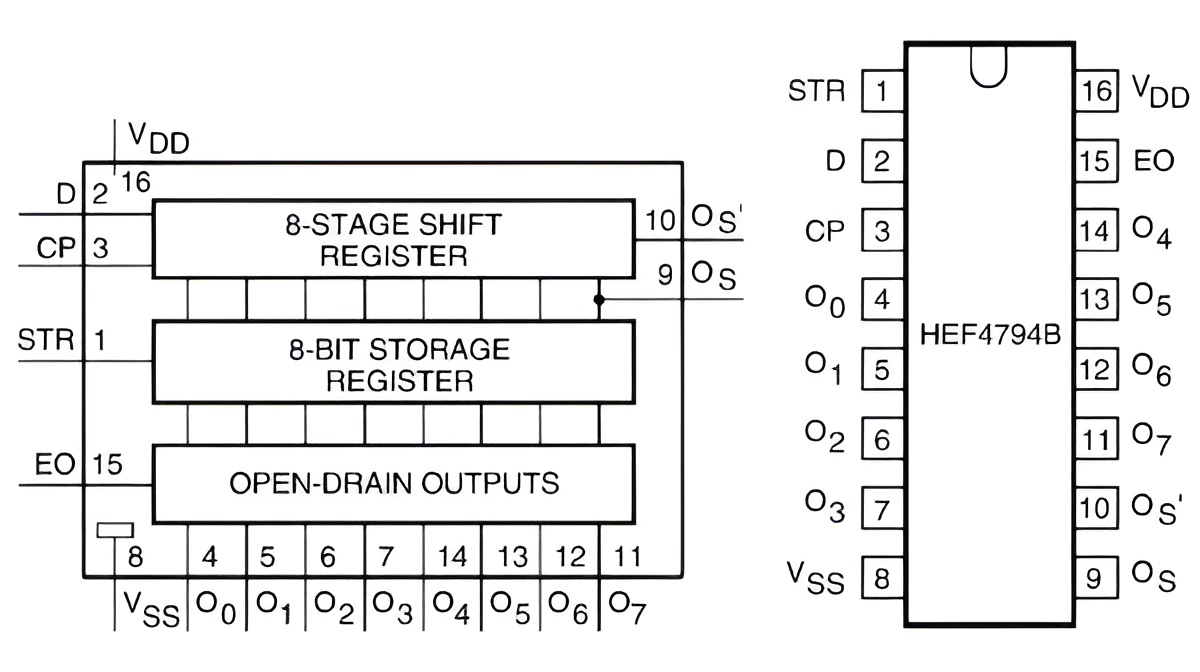 VDD
16
D 2
CP 3
8-STAGE SHIFT
REGISTER
10 OS'
9 OS
STR 1
8-BIT STORAGE
REGISTER
EO 15
OPEN-DRAIN OUTPUTS
8 4 5 6 7 14 13 12 11
VSS O0 O1 O2 O3 O4 O5 O6 O7
STR 1 16 VDD
D 2 15 EO
CP 3 14 O4
O0 4 13 O5
HEF4794B
O1 5 12 O6
O2 6 11 O7
O3 7 10 OS'
VSS 8 9 OS